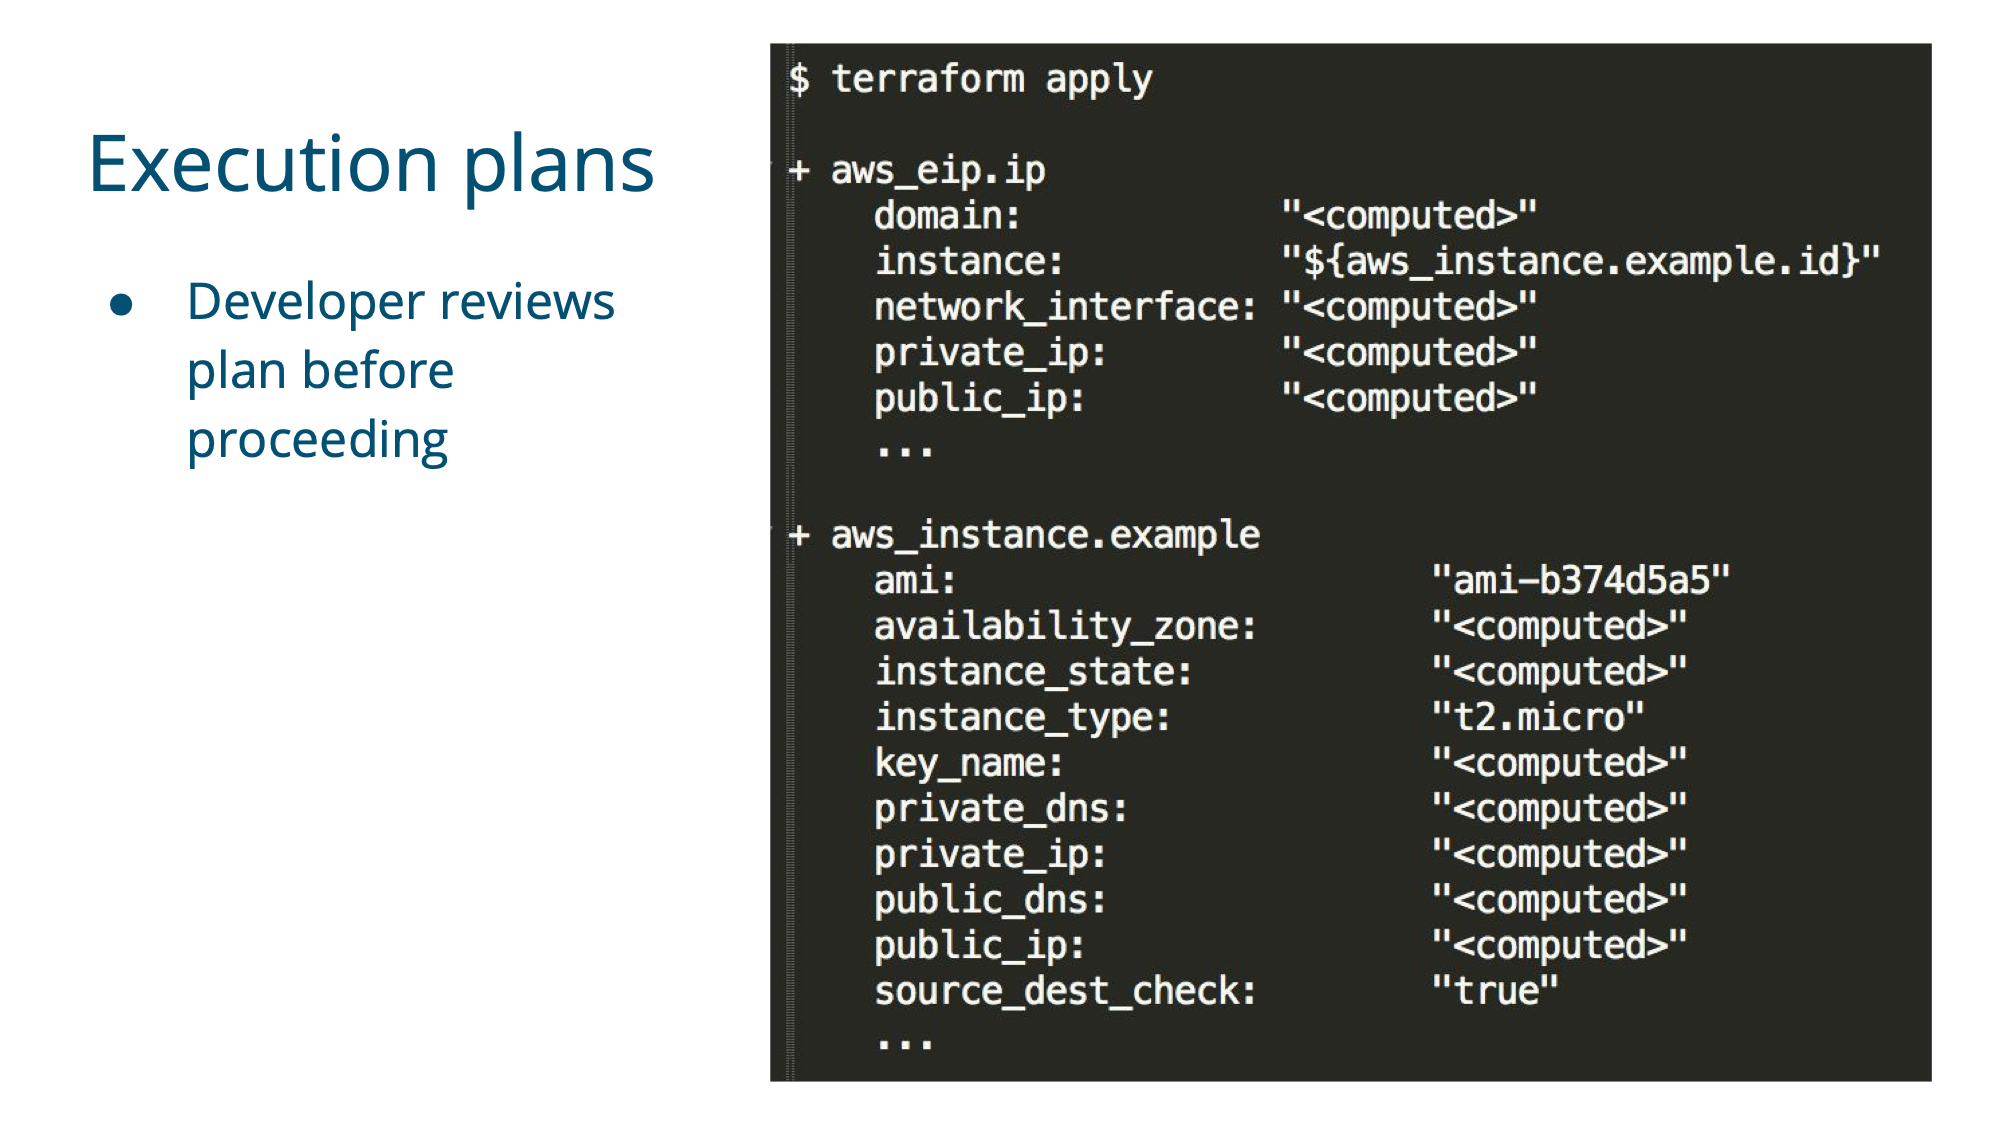 Execution plans
● Developer reviews
plan before
proceeding
$ terraform apply
+ aws_eip.ip
domain: "<computed>"
instance: "${aws_instance.example.id}"
network_interface: "<computed>"
private_ip: "<computed>"
public_ip: "<computed>"
...
+ aws_instance.example
ami: "ami-b374d5a5"
availability_zone: "<computed>"
instance_state: "<computed>"
instance_type: "t2.micro"
key_name: "<computed>"
private_dns: "<computed>"
private_ip: "<computed>"
public_dns: "<computed>"
public_ip: "<computed>"
source_dest_check: "true"
...